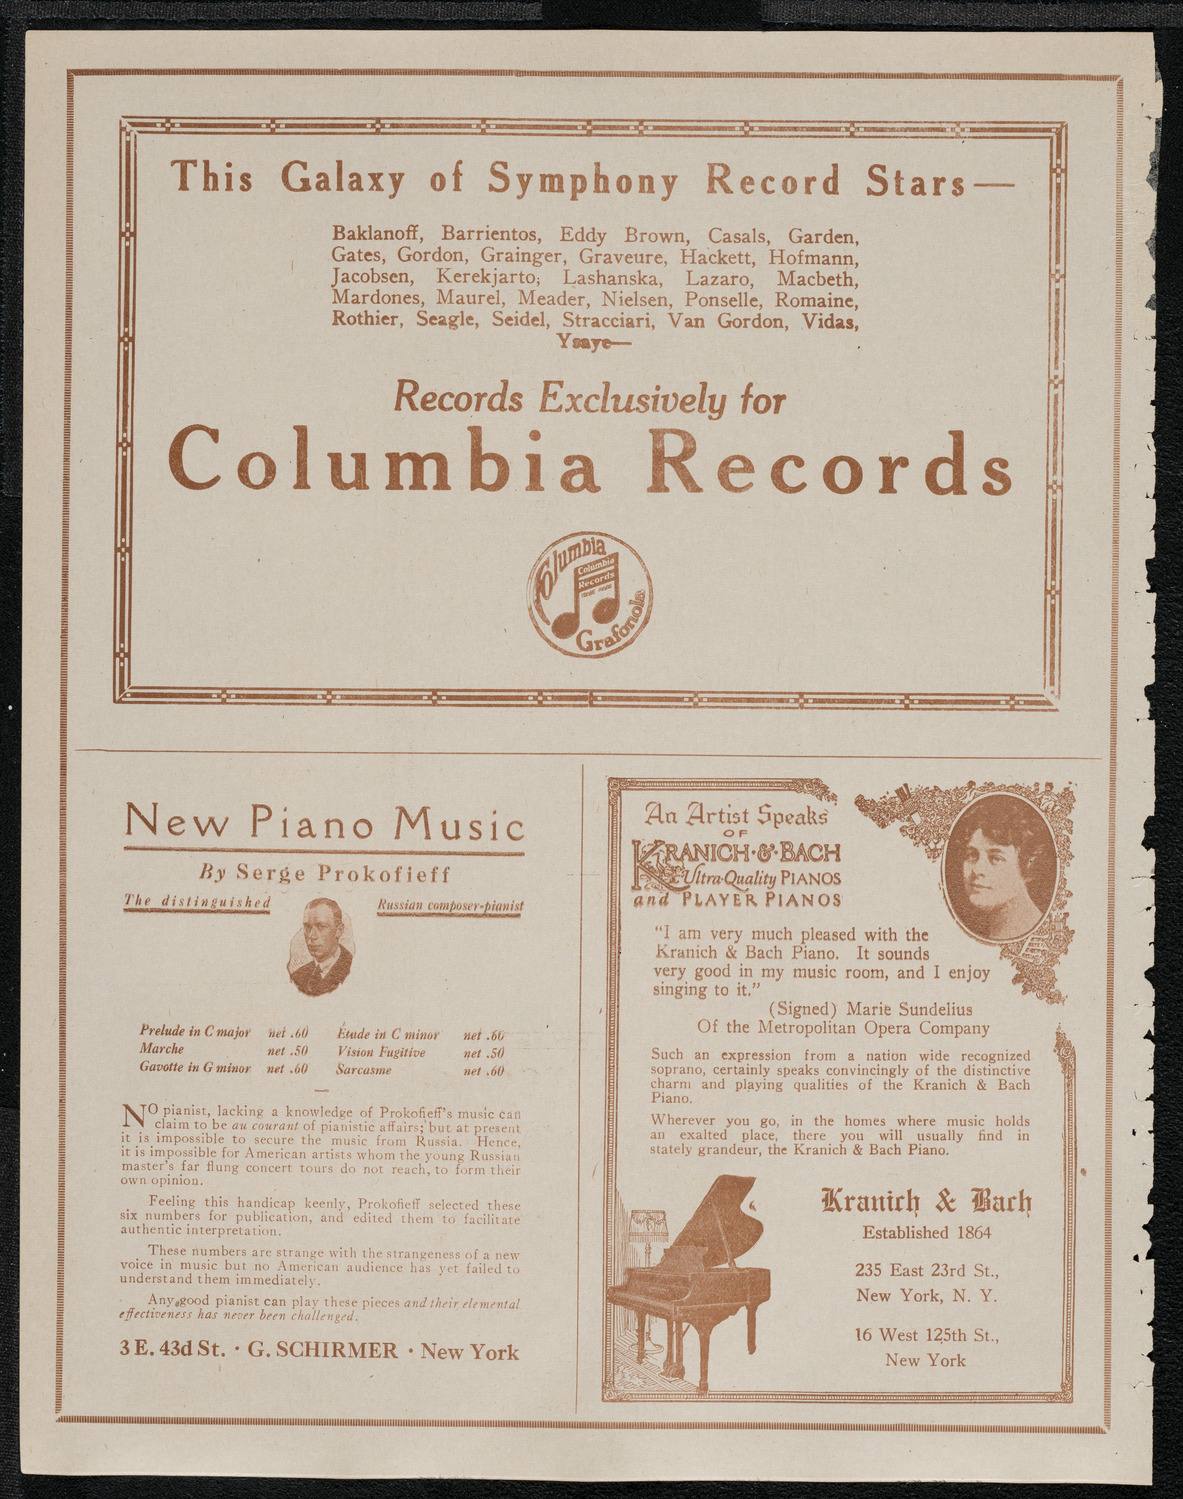 This Galaxy of Symphony Record Stars—
Baklanoff, Barrientos, Eddy Brown, Casals, Garden,
Gates, Gordon, Grainger, Graveure, Hackett, Hofmann,
Jacobsen, Kerekjarto; Lashanska, Lazaro, Macbeth,
Mardones, Maurel, Meader, Nielsen, Ponselle, Romaine,
Rothier, Seagle, Seidel, Stracciari, Van Gordon, Vidas,
Ysaye—
Records Exclusively for
Columbia Records
Columbia
Columbia
Records
Grafonola
New Piano Music
By Serge Prokofieff
The distinguished Russian composer-pianist
Prelude in C major net .60 Etude in C minor net .60
Marche net .50 Vision Fugitive net .50
Gavotte in G minor net .60 Sarcasme net .60
NO pianist, lacking a knowledge of Prokofieff's music can
claim to be au courant of pianistic affairs; but at present
it is impossible to secure the music from Russia. Hence,
it is impossible for American artists whom the young Russian
master's far flung concert tours do not reach, to form their
own opinion.
Feeling this handicap keenly, Prokofieff selected these
six numbers for publication, and edited them to facilitate
authentic interpretation.
These numbers are strange with the strangeness of a new
voice in music but no American audience has yet failed to
understand them immediately.
Any good pianist can play these pieces and their elemental
effectiveness has never been challenged.
3 E. 43d St. · G. SCHIRMER · New York
An Artist Speaks
OF
KRANICH·&·BACH
Ultra-Quality PIANOS
and PLAYER PIANOS
"I am very much pleased with the
Kranich & Bach Piano. It sounds
very good in my music room, and I enjoy
singing to it."
(Signed) Marie Sundelius
Of the Metropolitan Opera Company
Such an expression from a nation wide recognized
soprano, certainly speaks convincingly of the distinctive
charm and playing qualities of the Kranich & Bach
Piano.
Wherever you go, in the homes where music holds
an exalted place, there you will usually find in
stately grandeur, the Kranich & Bach Piano.
Kranich & Bach
Established 1864
235 East 23rd St.,
New York, N. Y.
16 West 125th St.,
New York